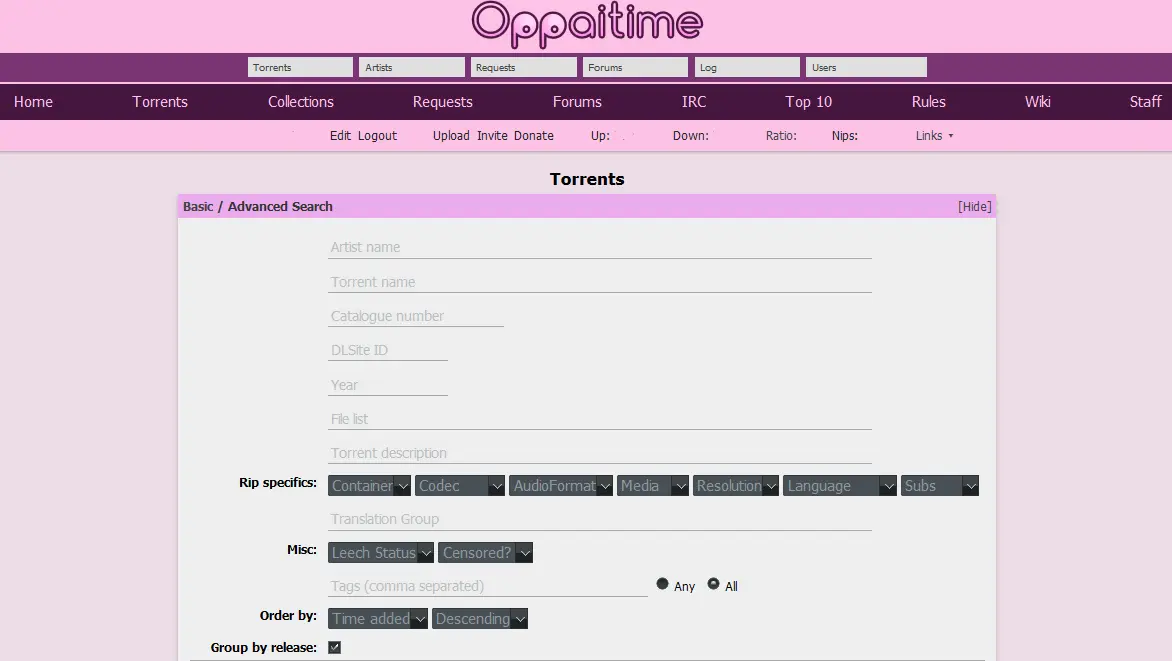 Oppaitime
Torrents Artists Requests Forums Log Users
Home Torrents Collections Requests Forums IRC Top 10 Rules Wiki Staff
Edit Logout Upload Invite Donate Up: Down: Ratio: Nips: Links
Torrents
Basic / Advanced Search [Hide]
Artist name
Torrent name
Catalogue number
DLSite ID
Year
File list
Torrent description
Rip specifics: Container Codec AudioFormat Media Resolution Language Subs
Translation Group
Misc: Leech Status Censored?
Tags (comma separated) Any All
Order by: Time added Descending
Group by release: